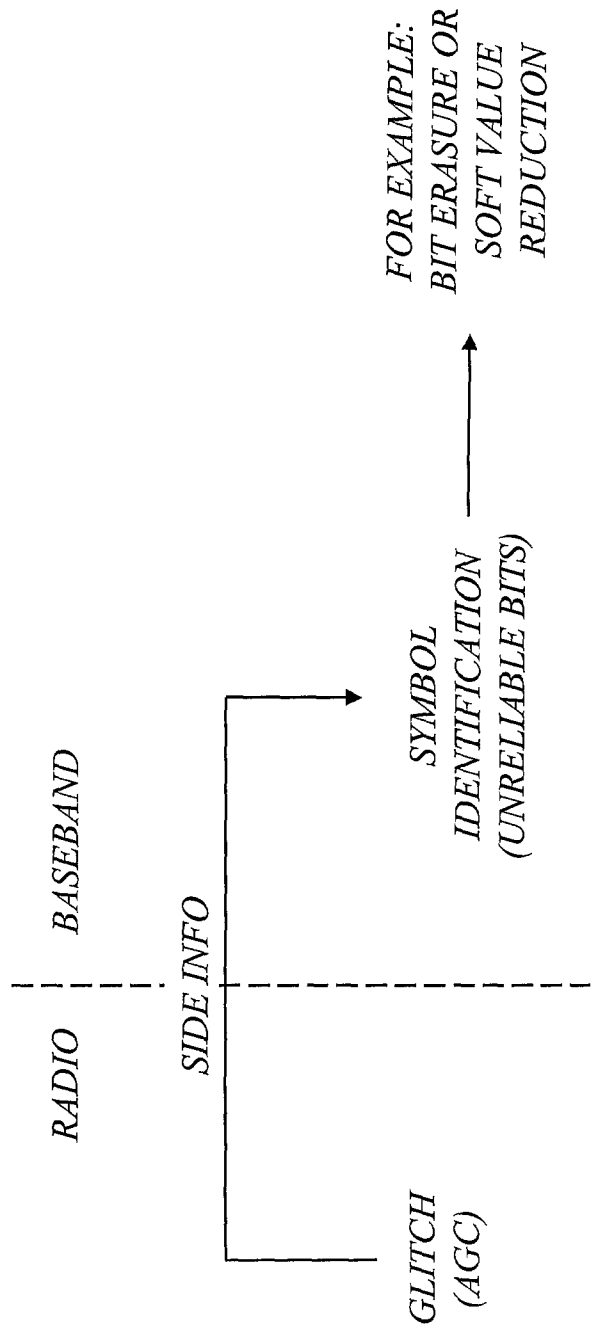 RADIO
BASEBAND
SIDE INFO
GLITCH
(AGC)
SYMBOL
IDENTIFICATION
(UNRELIABLE BITS)
FOR EXAMPLE:
BIT ERASURE OR
SOFT VALUE
REDUCTION